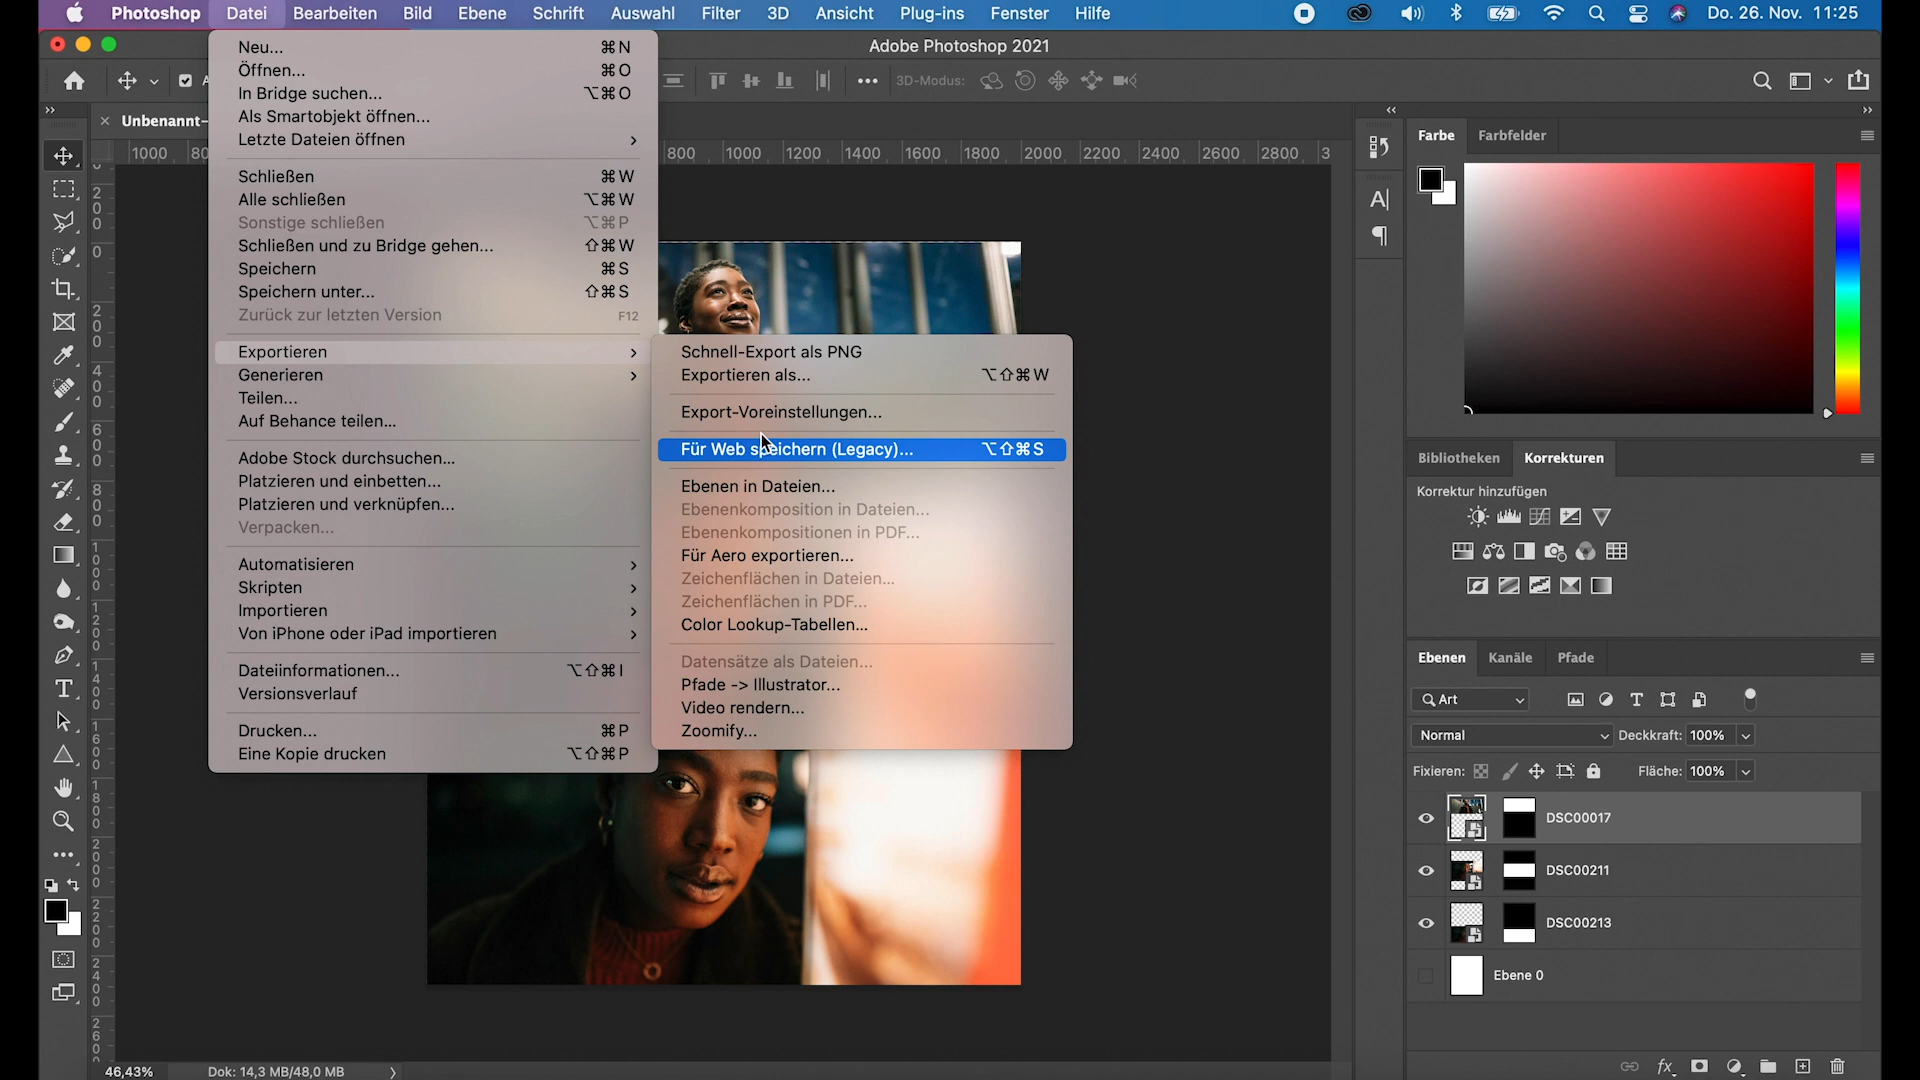 Photoshop Datei Bearbeiten Bild Ebene Schrift Auswahl Filter 3D Ansicht Plug-ins Fenster Hilfe Do. 26. Nov. 11:25
Adobe Photoshop 2021
3D-Modus:
Unbenannt-
1000 80 800 1000 1200 1400 1600 1800 2000 2200 2400 2600 2800 3
Neu... ⌘N
Öffnen... ⌘O
In Bridge suchen... ⌥⌘O
Als Smartobjekt öffnen...
Letzte Dateien öffnen
Schließen ⌘W
Alle schließen ⌥⌘W
Sonstige schließen ⌥⌘P
Schließen und zu Bridge gehen... ⇧⌘W
Speichern ⌘S
Speichern unter... ⇧⌘S
Zurück zur letzten Version F12
Exportieren
Generieren
Teilen...
Auf Behance teilen...
Adobe Stock durchsuchen...
Platzieren und einbetten...
Platzieren und verknüpfen...
Verpacken...
Automatisieren
Skripten
Importieren
Von iPhone oder iPad importieren
Dateiinformationen... ⌥⇧⌘I
Versionsverlauf
Drucken... ⌘P
Eine Kopie drucken ⌥⇧⌘P
Schnell-Export als PNG
Exportieren als... ⌥⇧⌘W
Export-Voreinstellungen...
Für Web speichern (Legacy)... ⌥⇧⌘S
Ebenen in Dateien...
Ebenenkomposition in Dateien...
Ebenenkompositionen in PDF...
Für Aero exportieren...
Zeichenflächen in Dateien...
Zeichenflächen in PDF...
Color Lookup-Tabellen...
Datensätze als Dateien...
Pfade -> Illustrator...
Video rendern...
Zoomify...
Farbe Farbfelder
Bibliotheken Korrekturen
Korrektur hinzufügen
Ebenen Kanäle Pfade
Art
Normal Deckkraft: 100%
Fixieren: Fläche: 100%
DSC00017
DSC00211
DSC00213
Ebene 0
fx
46,43% Dok: 14,3 MB/48,0 MB